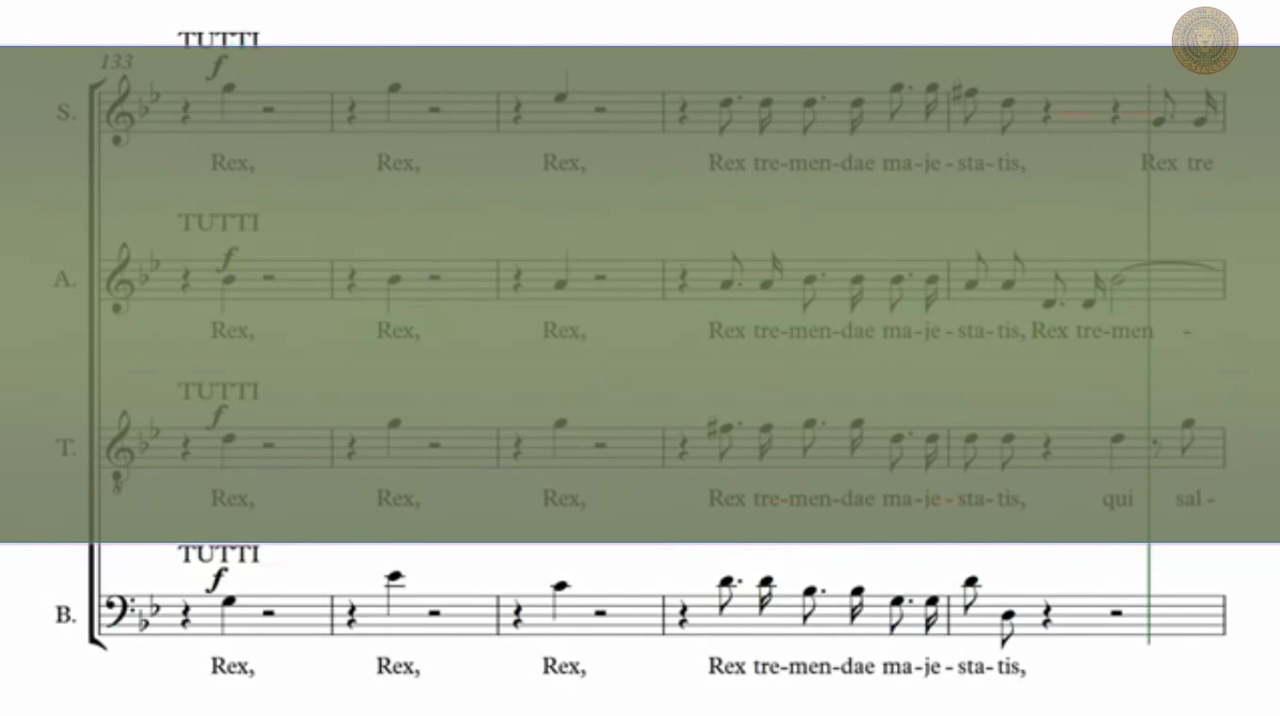 TUTTI
133
f
S.
Rex, Rex, Rex, Rex tre-men-dae ma-je-sta-tis, Rex tre
TUTTI
f
A.
Rex, Rex, Rex, Rex tre-men-dae ma-je-sta-tis, Rex tre-men -
TUTTI
f
T.
8
Rex, Rex, Rex, Rex tre-men-dae ma-je-sta-tis, qui sal-
TUTTI
f
B.
Rex, Rex, Rex, Rex tre-men-dae ma-je-sta-tis,